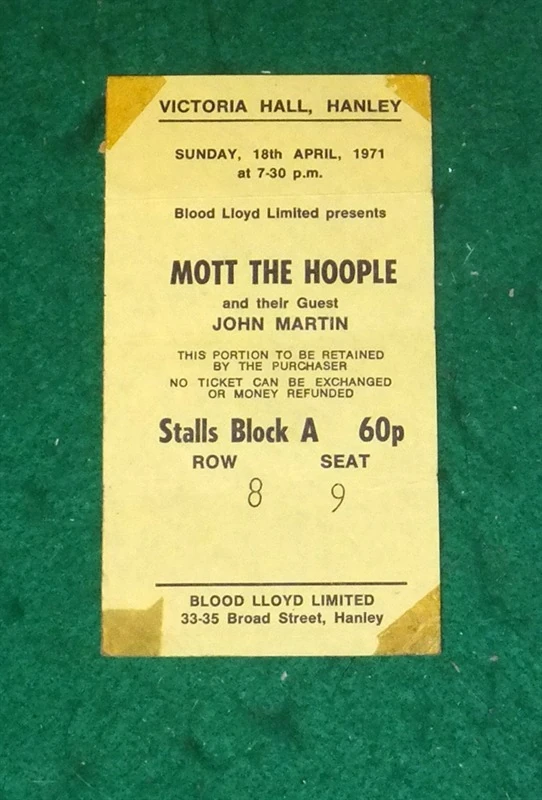 VICTORIA HALL, HANLEY
SUNDAY, 18th APRIL, 1971
at 7-30 p.m.
Blood Lloyd Limited presents
MOTT THE HOOPLE
and their Guest
JOHN MARTIN
THIS PORTION TO BE RETAINED
BY THE PURCHASER
NO TICKET CAN BE EXCHANGED
OR MONEY REFUNDED
Stalls Block A 60p
ROW SEAT
8 9
BLOOD LLOYD LIMITED
33-35 Broad Street, Hanley